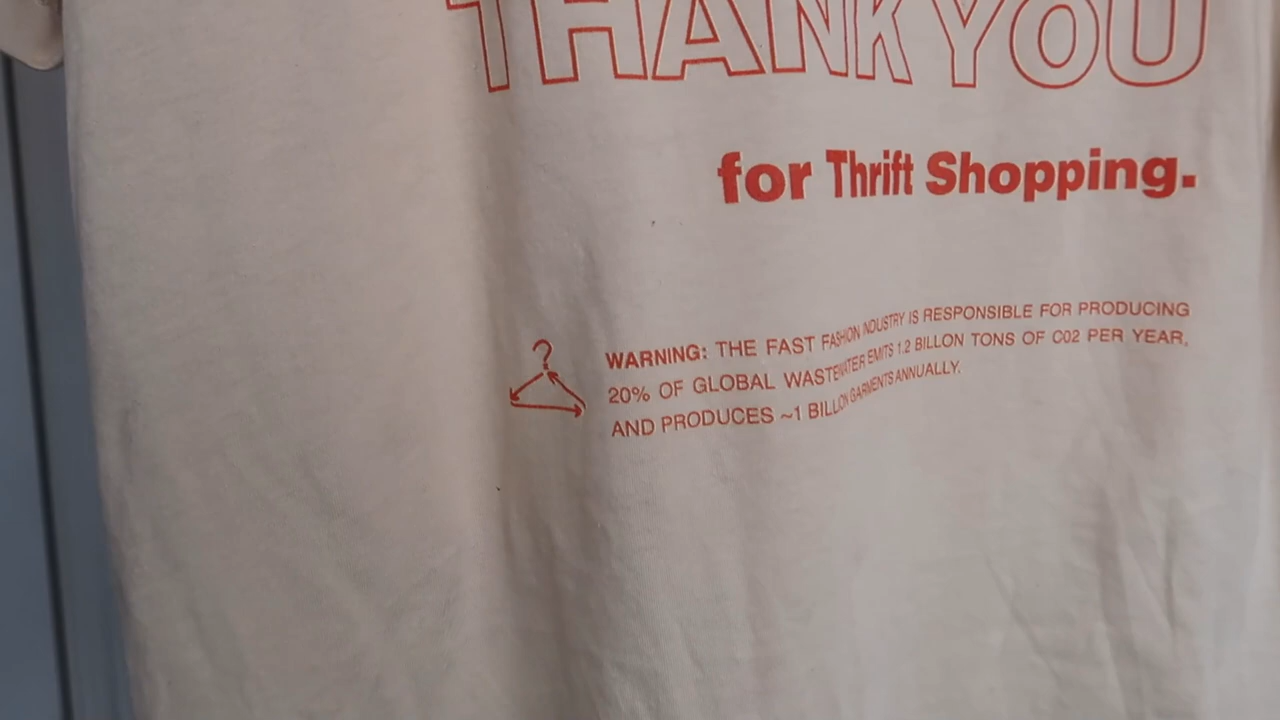 THANK YOU
for Thrift Shopping.
WARNING: THE FAST FASHION INDUSTRY IS RESPONSIBLE FOR PRODUCING
20% OF GLOBAL WASTEWATER EMITS 1.2 BILLON TONS OF C02 PER YEAR,
AND PRODUCES ~1 BILLON GARMENTS ANNUALLY.